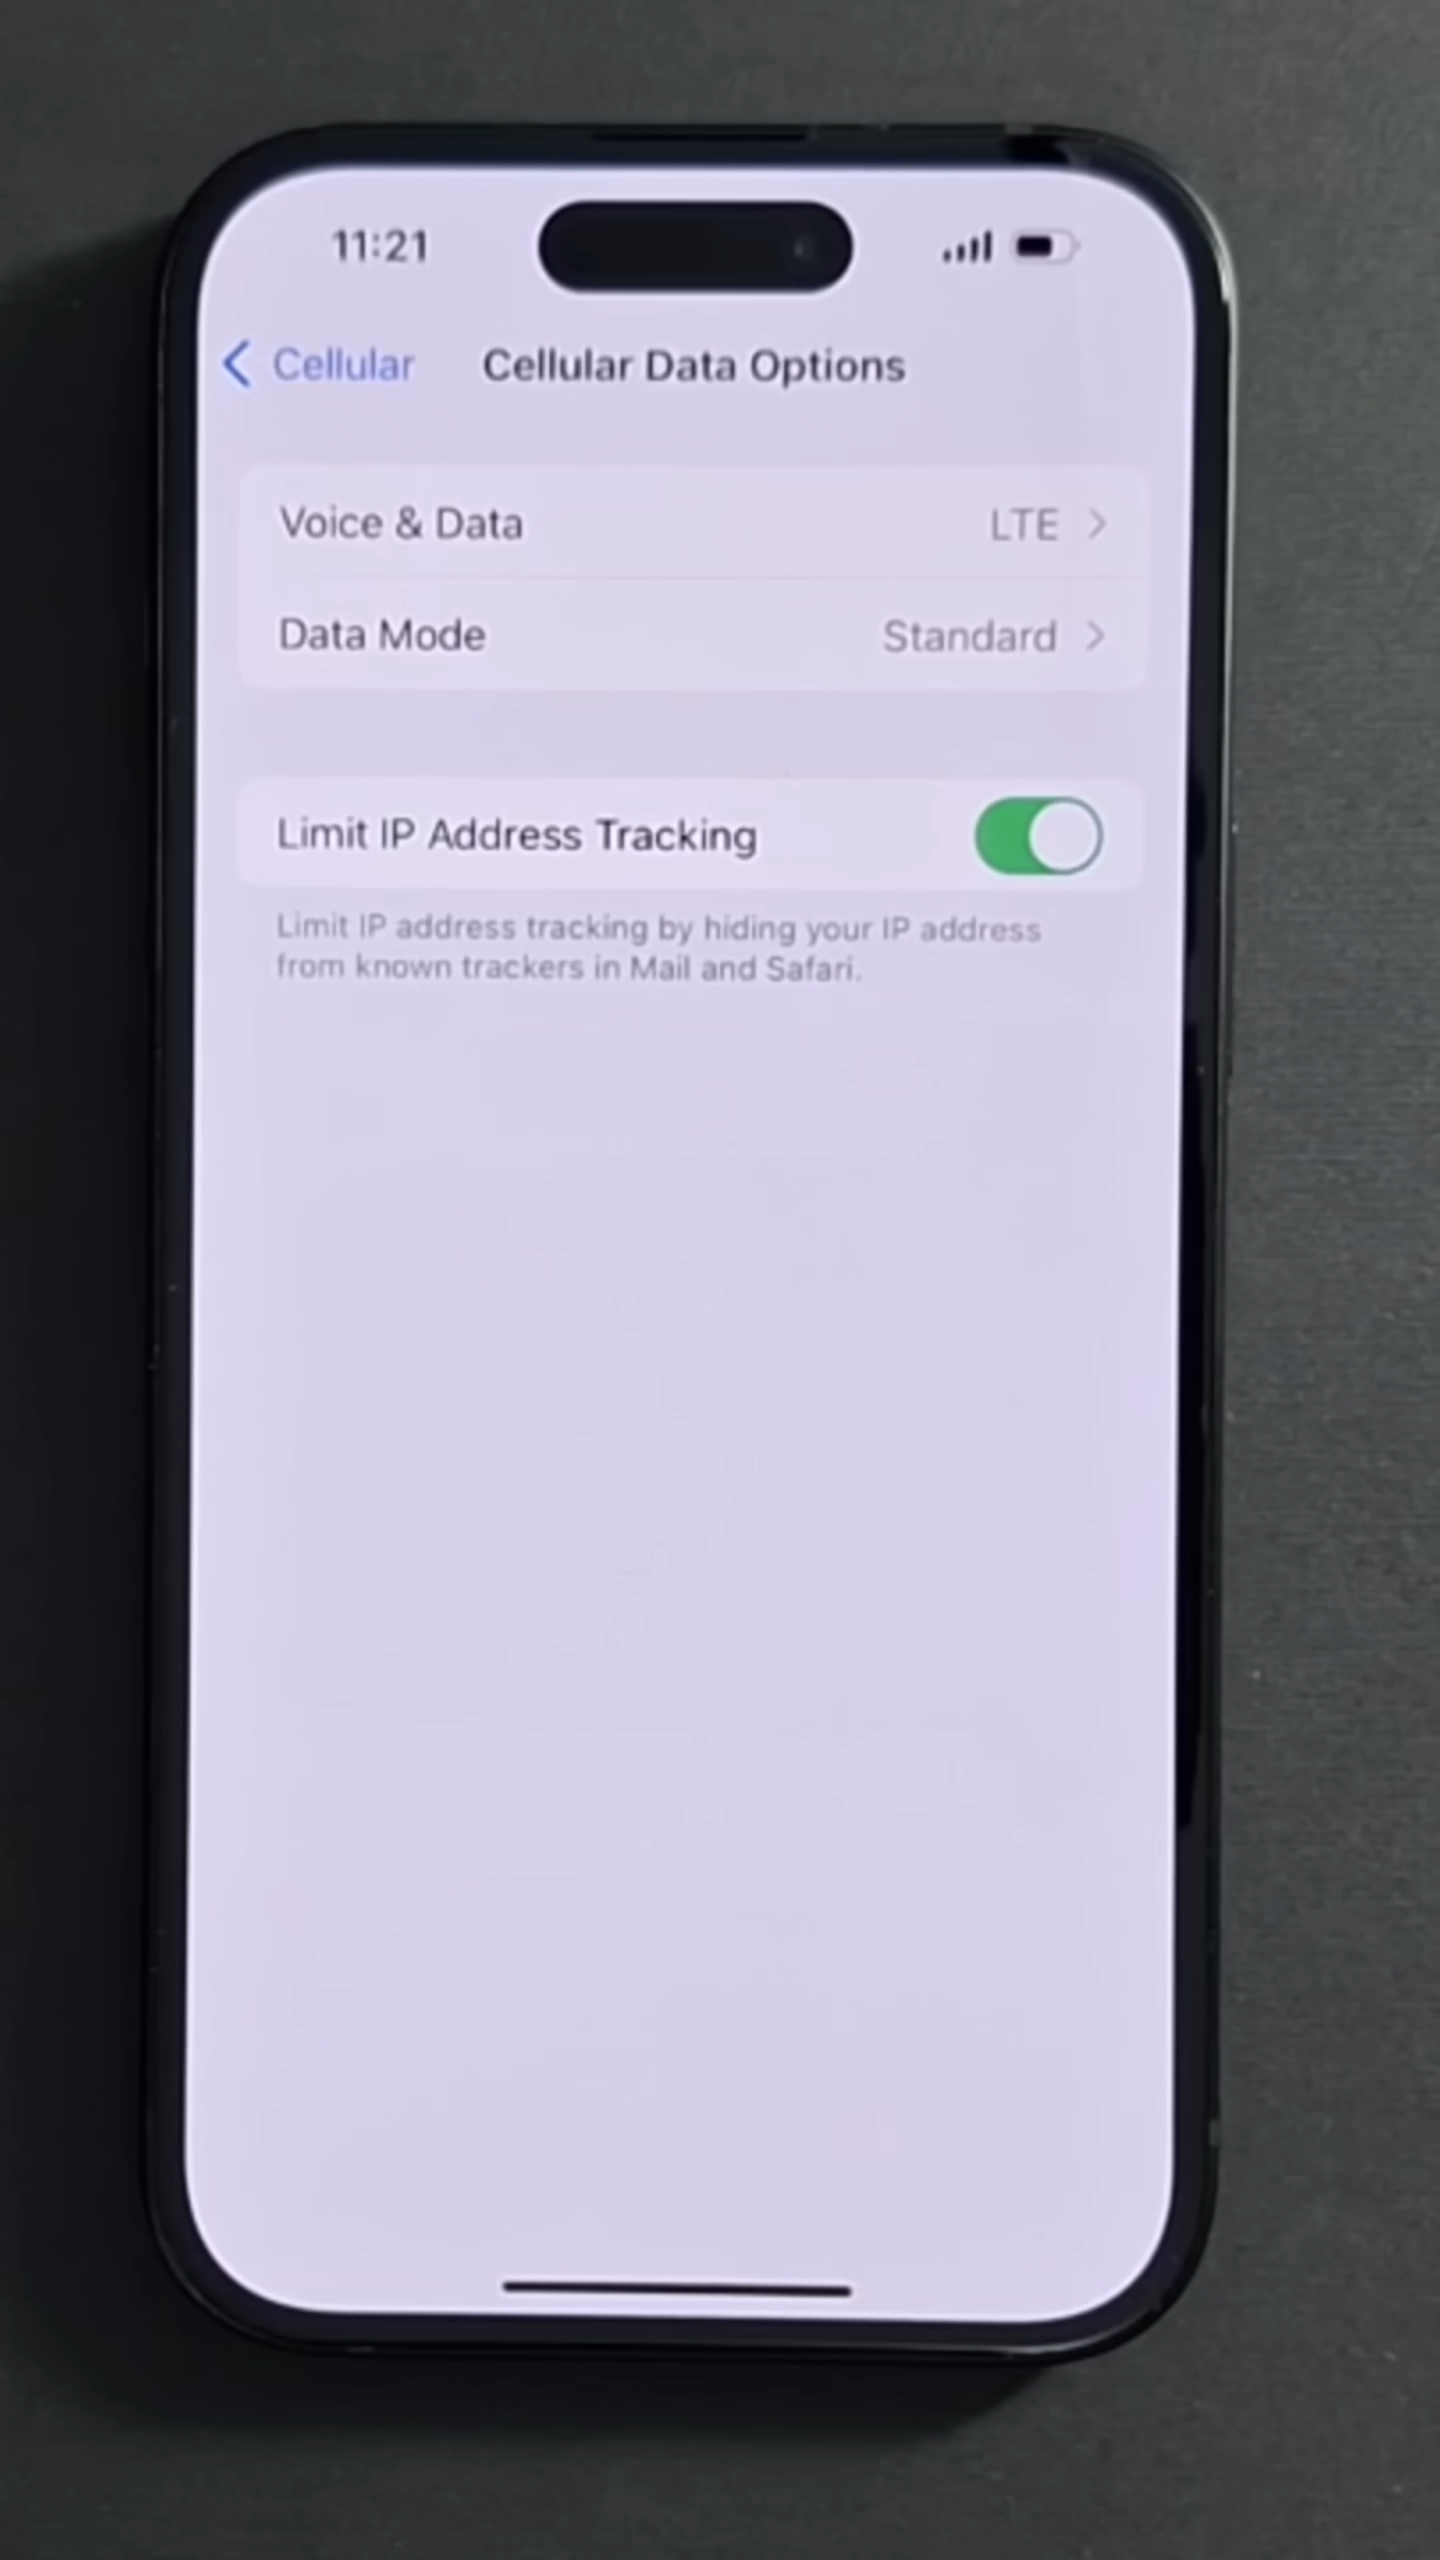 11:21
Cellular
Cellular Data Options
Voice & Data LTE
Data Mode Standard
Limit IP Address Tracking
Limit IP address tracking by hiding your IP address
from known trackers in Mail and Safari.